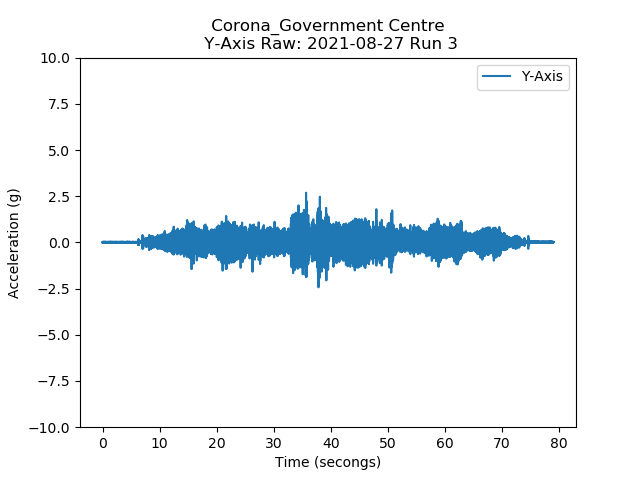 Corona_Government Centre
Y-Axis Raw: 2021-08-27 Run 3
Y-Axis
10.0
7.5
5.0
2.5
0.0
−2.5
−5.0
−7.5
−10.0
Acceleration (g)
0 10 20 30 40 50 60 70 80
Time (secongs)